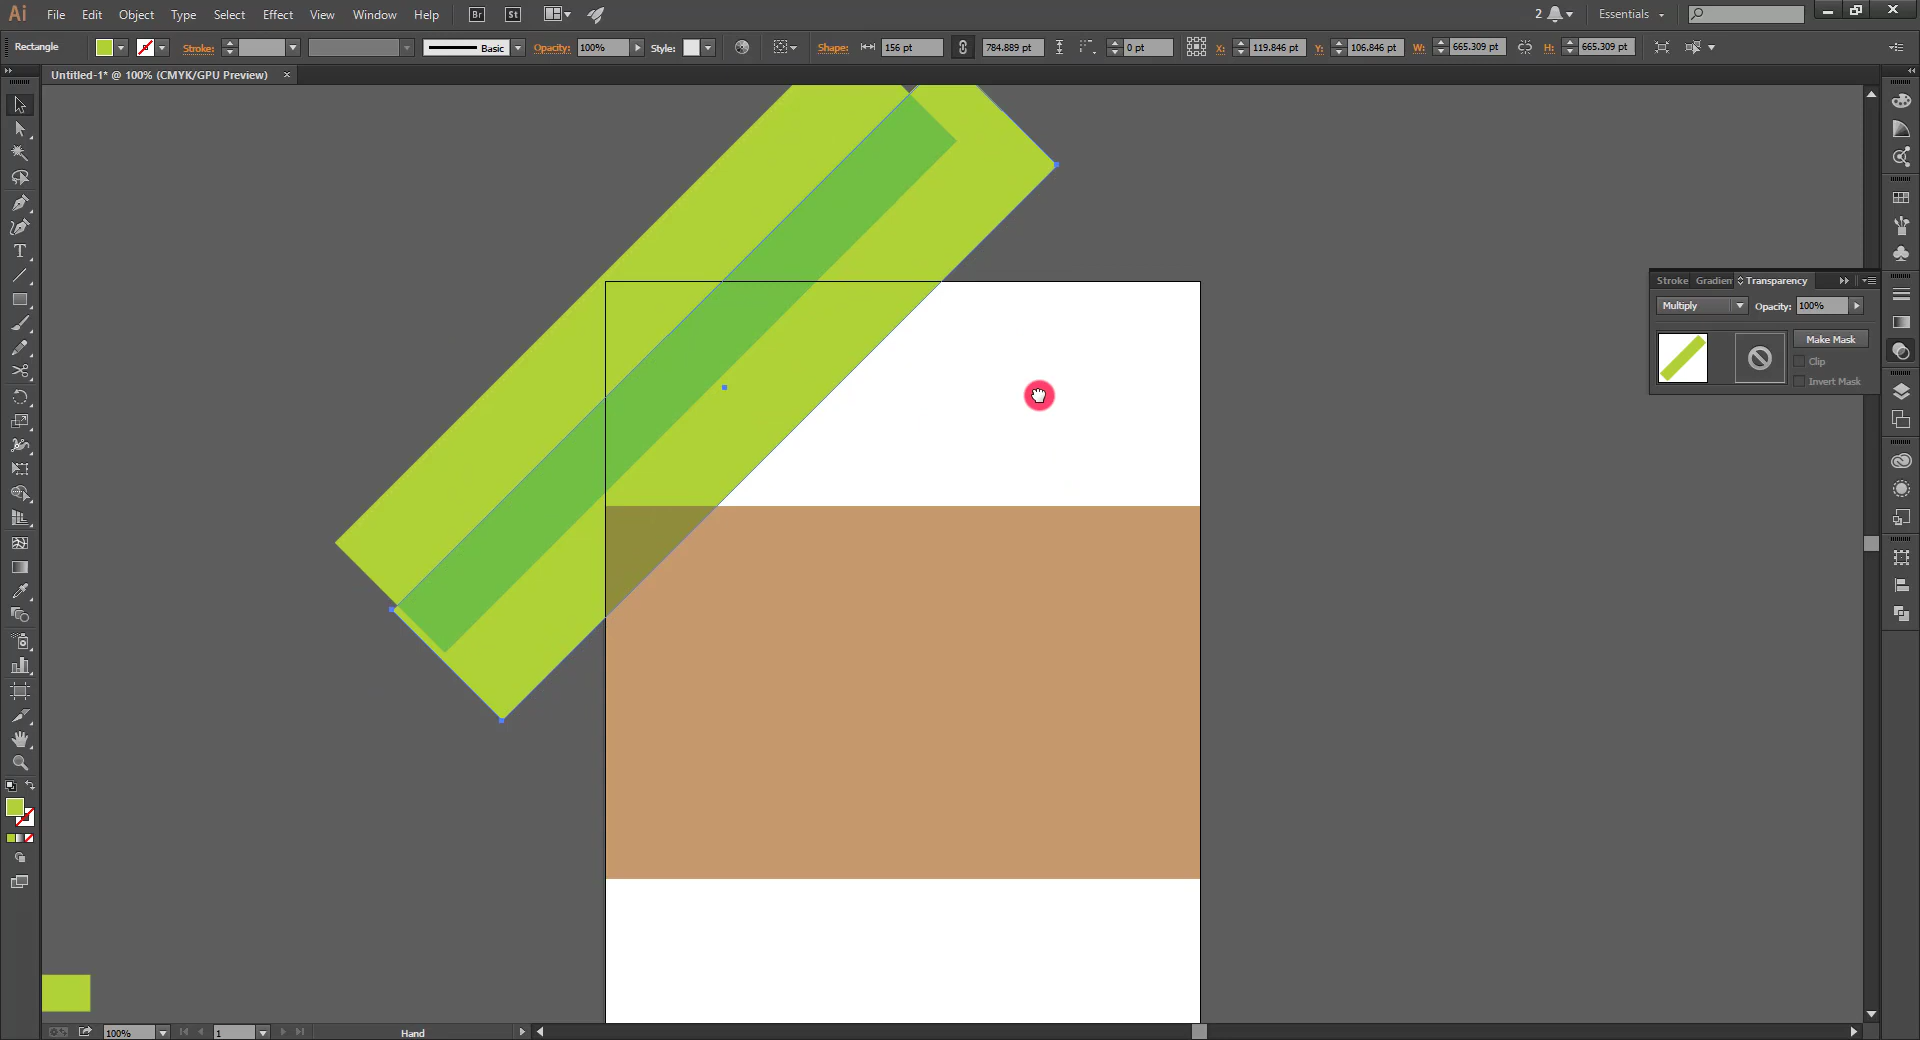 Ai File Edit Object Type Select Effect View Window Help Br St 2 Essentials
Rectangle Stroke: Basic Opacity: 100% Style: Shape: 156 pt 784.889 pt 0 pt X: 119.846 pt Y: 106.846 pt W: 665.309 pt H: 665.309 pt
Untitled-1* @ 100% (CMYK/GPU Preview) ×
Stroke Gradien Transparency
Multiply Opacity: 100%
Make Mask
Clip
Invert Mask
T
100% 1 Hand